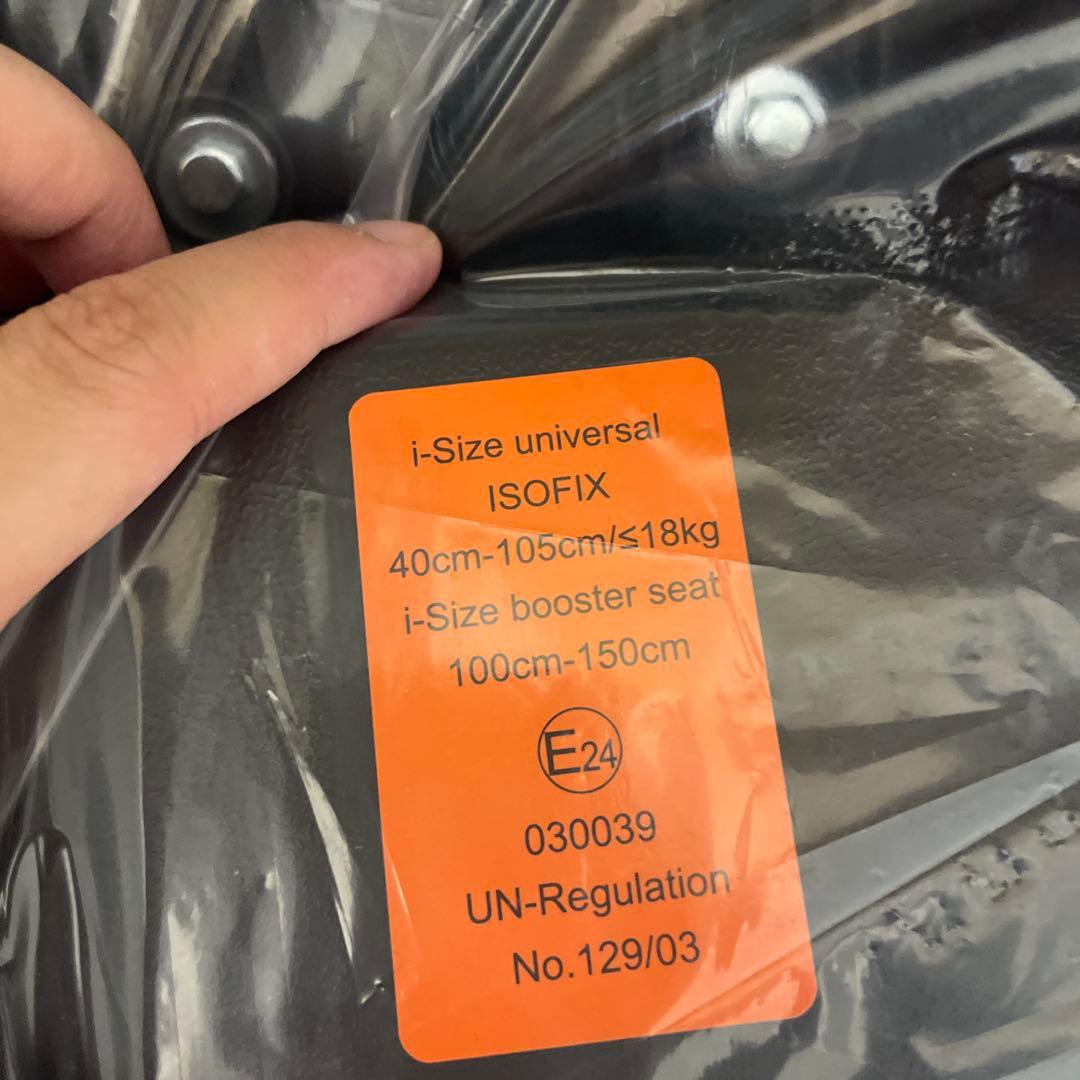 i-Size universal
ISOFIX
40cm-105cm/≤18kg
i-Size booster seat
100cm-150cm
E24
030039
UN-Regulation
No.129/03